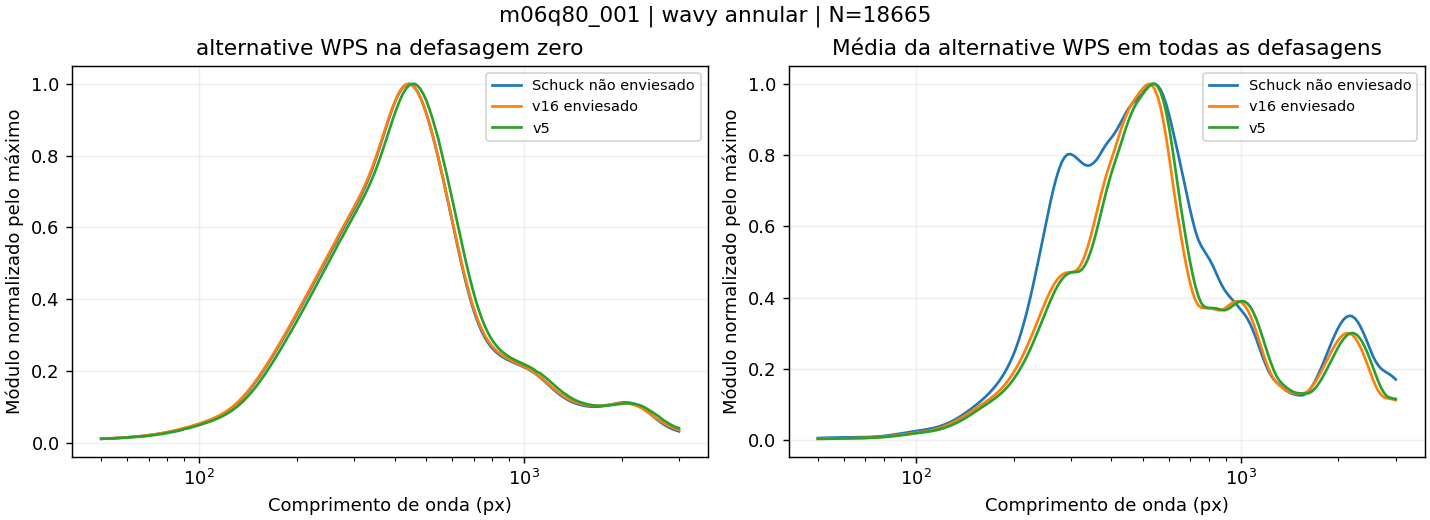 m06q80_001 | wavy annular | N=18665
alternative WPS na defasagem zero
Módulo normalizado pelo máximo
1.0
0.8
0.6
0.4
0.2
0.0
Schuck não enviesado
v16 enviesado
v5
10²
10³
Comprimento de onda (px)
Média da alternative WPS em todas as defasagens
Módulo normalizado pelo máximo
1.0
0.8
0.6
0.4
0.2
0.0
Schuck não enviesado
v16 enviesado
v5
10²
10³
Comprimento de onda (px)